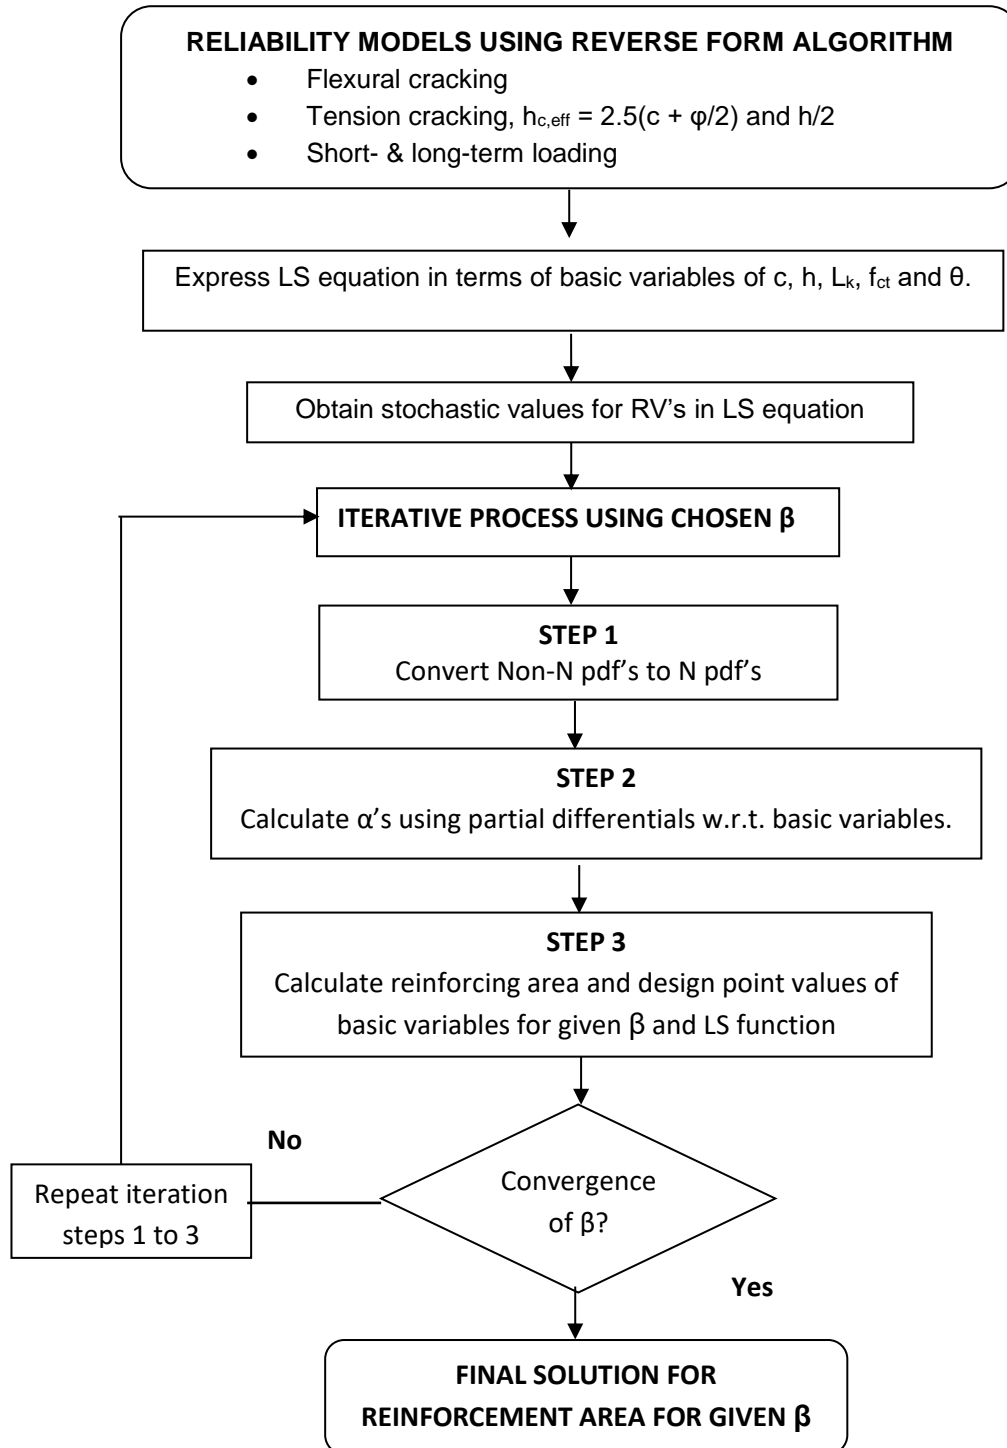 RELIABILITY MODELS USING REVERSE FORM ALGORITHM
• Flexural cracking
• Tension cracking, hc,eff = 2.5(c + φ/2) and h/2
• Short- & long-term loading
Express LS equation in terms of basic variables of c, h, Lk, fct and θ.
Obtain stochastic values for RV's in LS equation
ITERATIVE PROCESS USING CHOSEN β
STEP 1
Convert Non-N pdf's to N pdf's
STEP 2
Calculate α's using partial differentials w.r.t. basic variables.
STEP 3
Calculate reinforcing area and design point values of
basic variables for given β and LS function
No
Convergence
of β?
Repeat iteration
steps 1 to 3
Yes
FINAL SOLUTION FOR
REINFORCEMENT AREA FOR GIVEN β